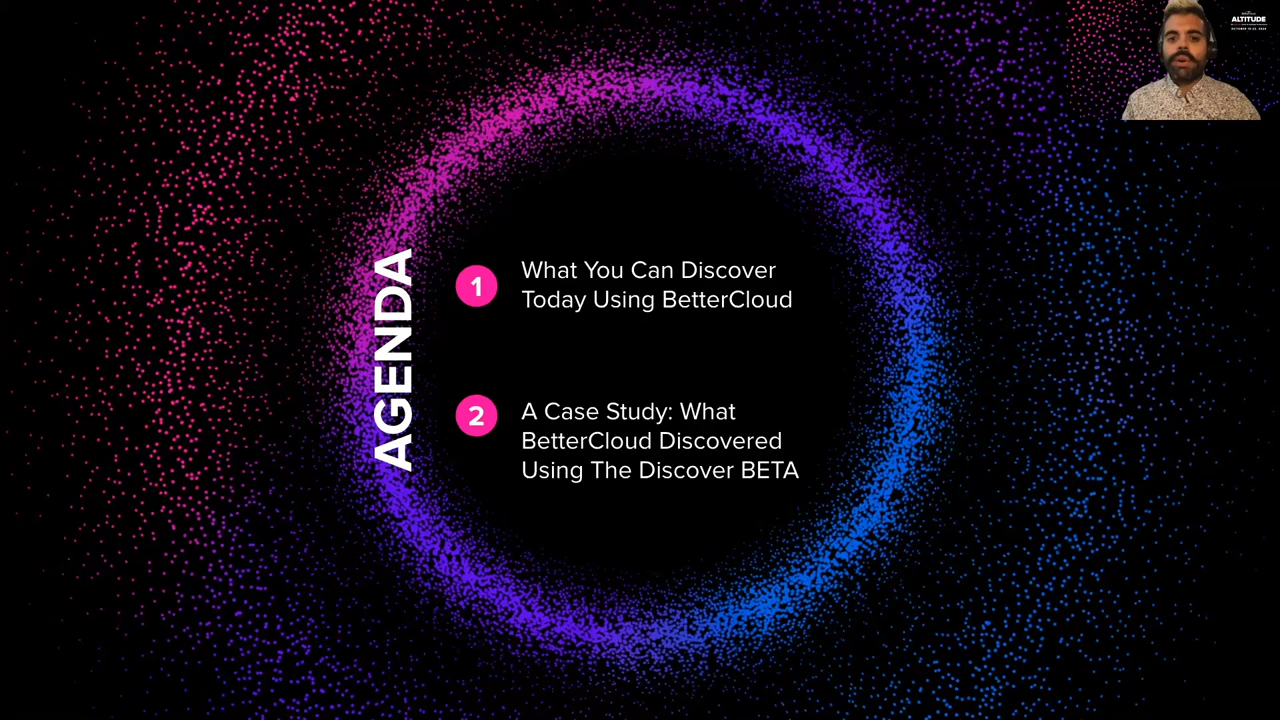 ALTITUDE
AGENDA
1
What You Can Discover
Today Using BetterCloud
2
A Case Study: What
BetterCloud Discovered
Using The Discover BETA